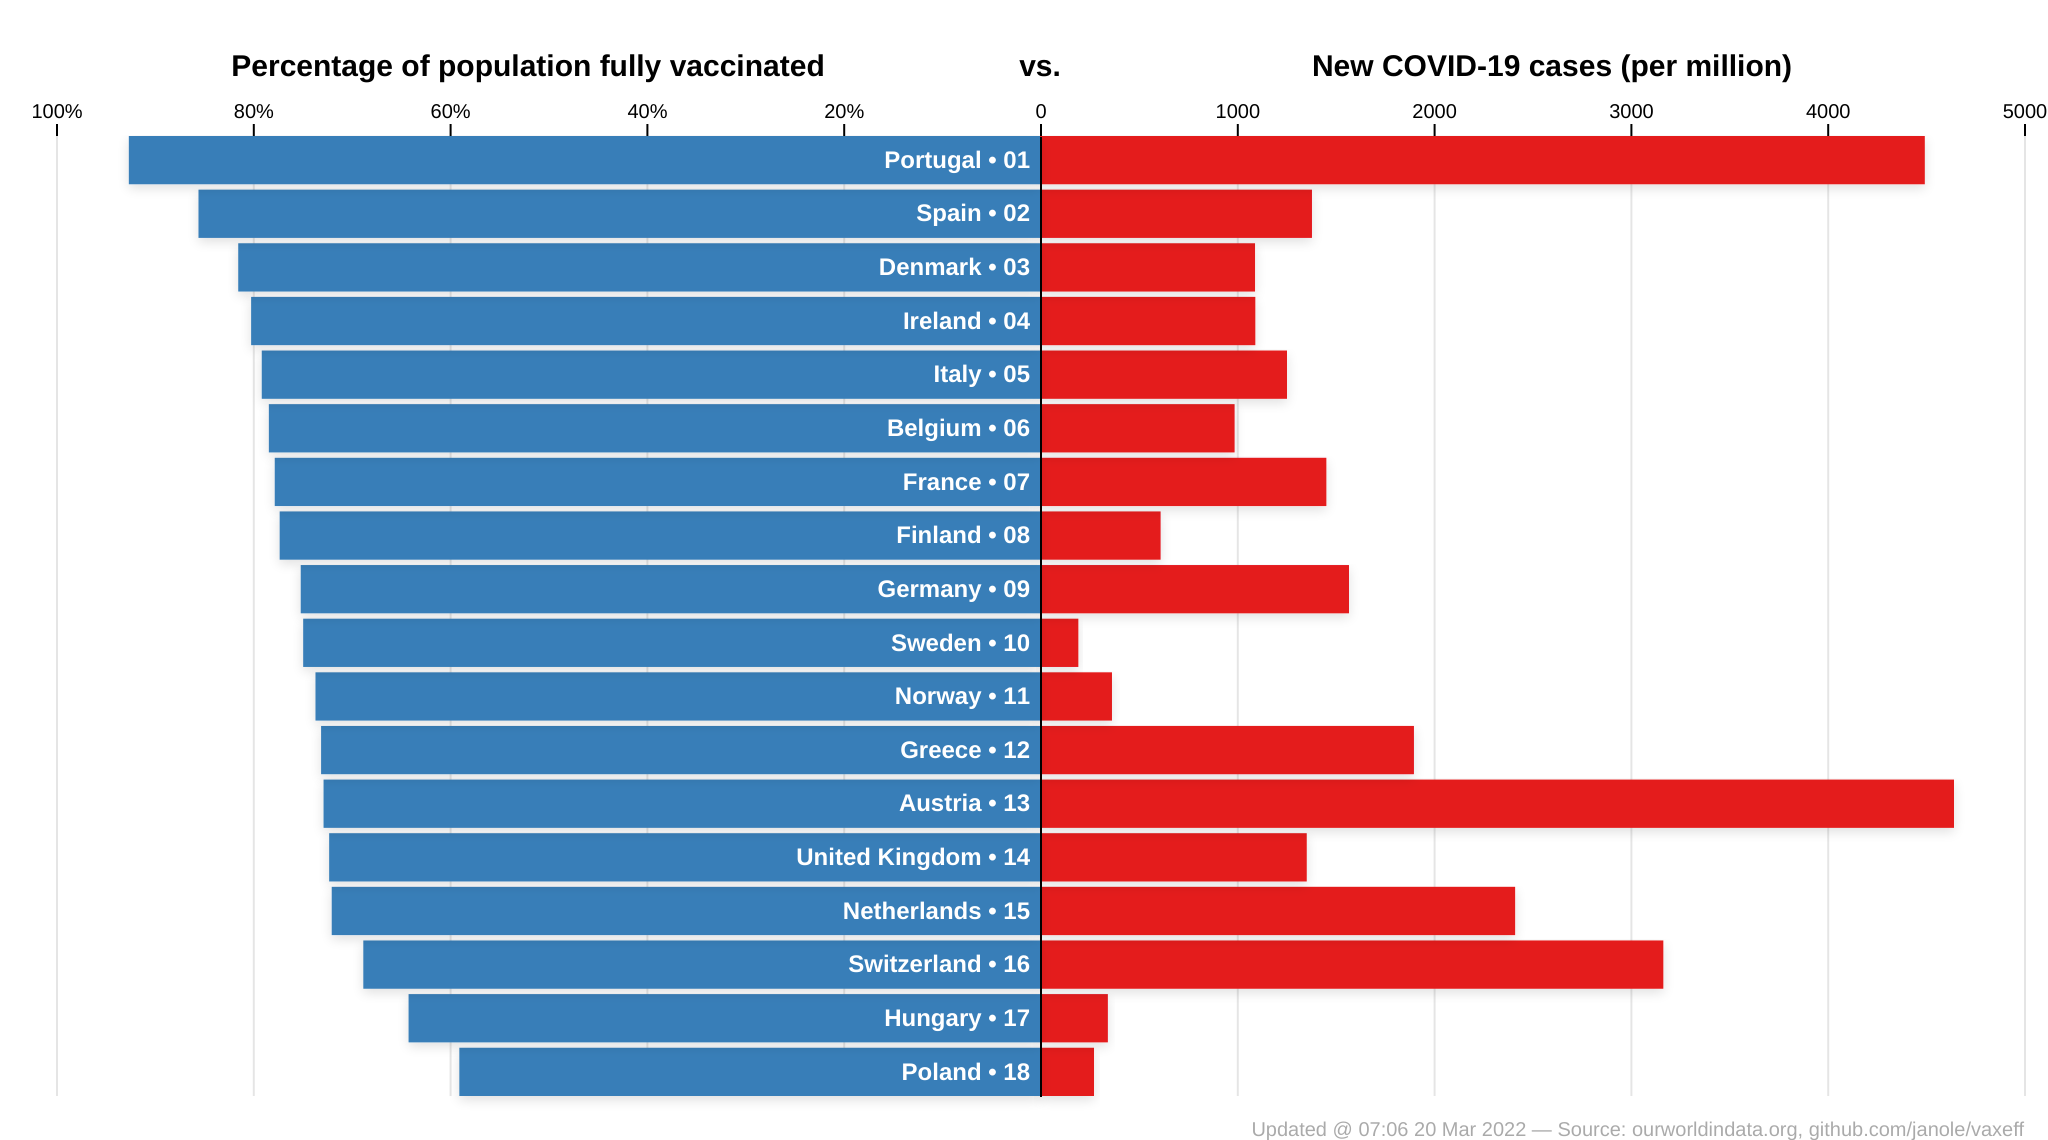 Percentage of population fully vaccinated vs. New COVID-19 cases (per million)
100% 80% 60% 40% 20% 0 1000 2000 3000 4000 5000
Portugal • 01
Spain • 02
Denmark • 03
Ireland • 04
Italy • 05
Belgium • 06
France • 07
Finland • 08
Germany • 09
Sweden • 10
Norway • 11
Greece • 12
Austria • 13
United Kingdom • 14
Netherlands • 15
Switzerland • 16
Hungary • 17
Poland • 18
Updated @ 07:06 20 Mar 2022 — Source: ourworldindata.org, github.com/janole/vaxeff